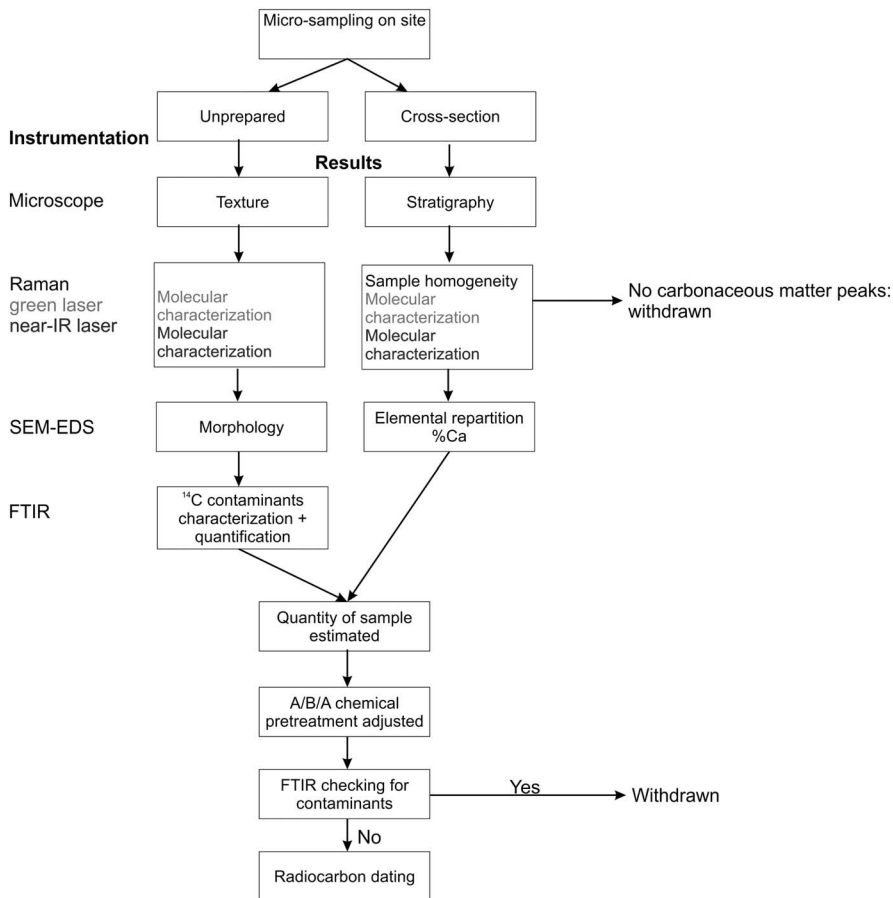 Micro-sampling on site
Unprepared
Cross-section
Instrumentation
Results
Microscope
Texture
Stratigraphy
Raman
green laser
near-IR laser
Molecular
characterization
Molecular
characterization
Sample homogeneity
Molecular
characterization
Molecular
characterization
No carbonaceous matter peaks:
withdrawn
SEM-EDS
Morphology
Elemental repartition
%Ca
FTIR
¹⁴C contaminants
characterization +
quantification
Quantity of sample
estimated
A/B/A chemical
pretreatment adjusted
FTIR checking for
contaminants
Yes
Withdrawn
No
Radiocarbon dating